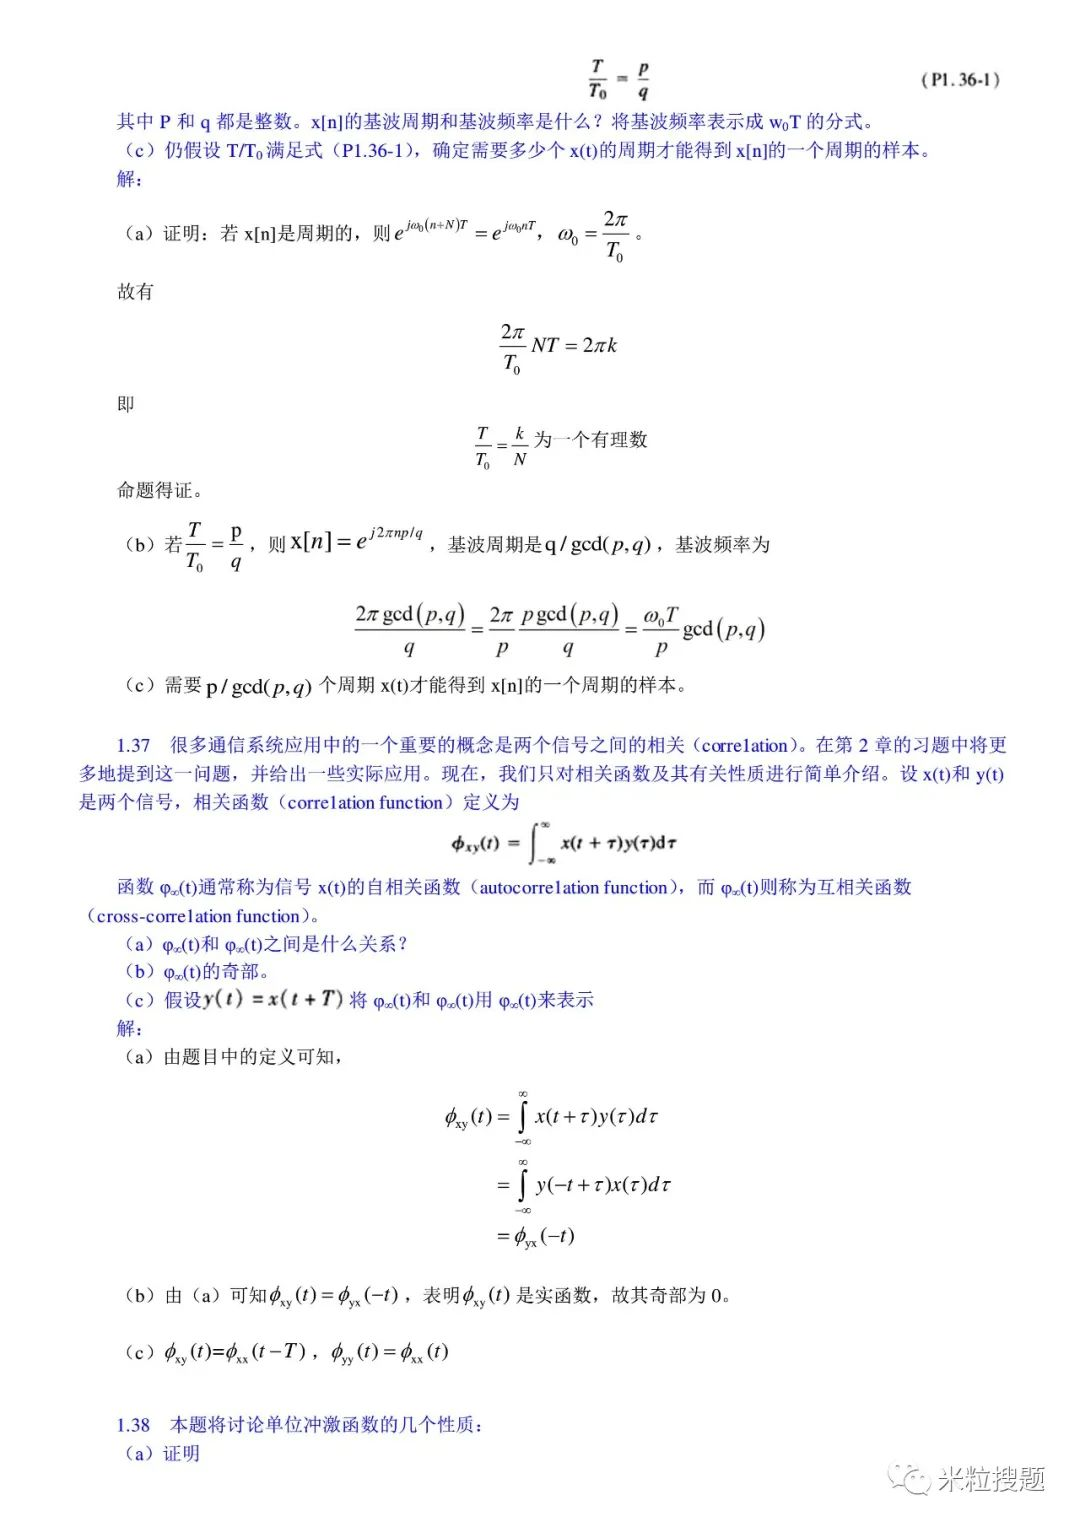 T/T₀ = p/q (P1.36-1)
其中 P 和 q 都是整数。x[n]的基波周期和基波频率是什么？将基波频率表示成 w₀T 的分式。
（c）仍假设 T/T₀ 满足式（P1.36-1），确定需要多少个 x(t)的周期才能得到 x[n]的一个周期的样本。
解：
（a）证明：若 x[n]是周期的，则 e^{jω₀(n+N)T} = e^{jω₀nT}，ω₀ = 2π/T₀ 。
故有
2π/T₀ NT = 2πk
即
T/T₀ = k/N 为一个有理数
命题得证。
（b）若 T/T₀ = p/q ，则 x[n] = e^{j2πnp/q} ，基波周期是 q / gcd(p,q) ，基波频率为
2π gcd(p,q)/q = 2π/p p gcd(p,q)/q = ω₀T/p gcd(p,q)
（c）需要 p / gcd(p,q) 个周期 x(t)才能得到 x[n]的一个周期的样本。
1.37 很多通信系统应用中的一个重要的概念是两个信号之间的相关（corre1ation）。在第 2 章的习题中将更
多地提到这一问题，并给出一些实际应用。现在，我们只对相关函数及其有关性质进行简单介绍。设 x(t)和 y(t)
是两个信号，相关函数（corre1ation function）定义为
ϕxy(t) = ∫_{-∞}^{∞} x(t + τ)y(τ)dτ
函数 φ∞(t)通常称为信号 x(t)的自相关函数（autocorre1ation function），而 φ∞(t)则称为互相关函数
（cross-corre1ation function）。
（a）φ∞(t)和 φ∞(t)之间是什么关系？
（b）φ∞(t)的奇部。
（c）假设 y(t) = x(t + T) 将 φ∞(t)和 φ∞(t)用 φ∞(t)来表示
解：
（a）由题目中的定义可知，
ϕxy(t) = ∫_{-∞}^{∞} x(t + τ)y(τ)dτ
= ∫_{-∞}^{∞} y(−t + τ)x(τ)dτ
= ϕyx(−t)
（b）由（a）可知 ϕxy(t) = ϕyx(−t) ，表明 ϕxy(t) 是实函数，故其奇部为 0。
（c）ϕxy(t)=ϕxx(t − T) ，ϕyy(t) = ϕxx(t)
1.38 本题将讨论单位冲激函数的几个性质：
（a）证明
米粒搜题